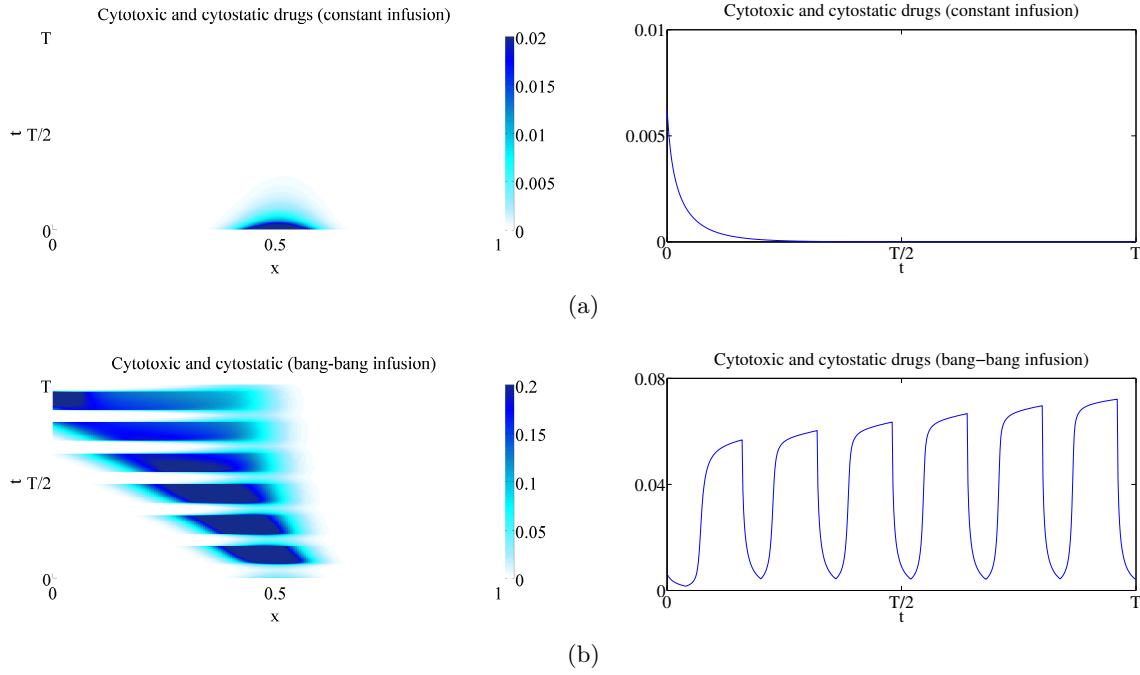 Cytotoxic and cytostatic drugs (constant infusion)
T
T/2
0
t
0 0.5 1
x
0.02
0.015
0.01
0.005
0
Cytotoxic and cytostatic drugs (constant infusion)
0.01
0.005
0
0 T/2 T
t
(a)
Cytotoxic and cytostatic (bang-bang infusion)
T
T/2
0
t
0 0.5 1
x
0.2
0.15
0.1
0.05
0
Cytotoxic and cytostatic drugs (bang−bang infusion)
0.08
0.04
0
0 T/2 T
t
(b)